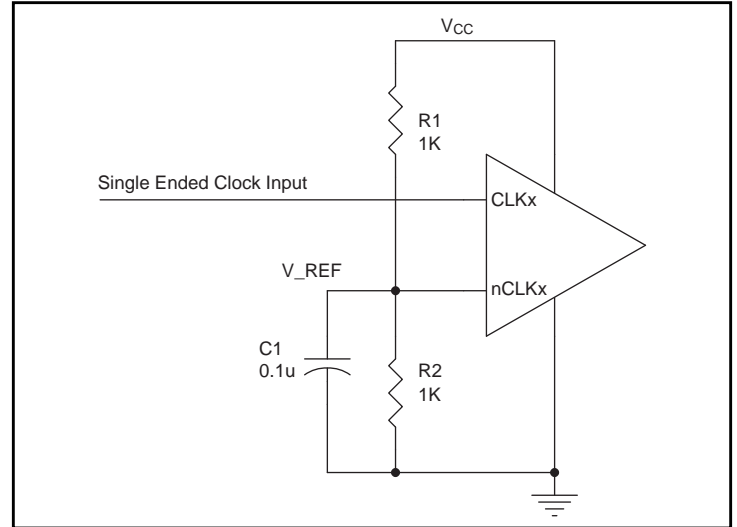 VCC
R1
1K
Single Ended Clock Input
CLKx
V_REF
nCLKx
C1
0.1u
R2
1K